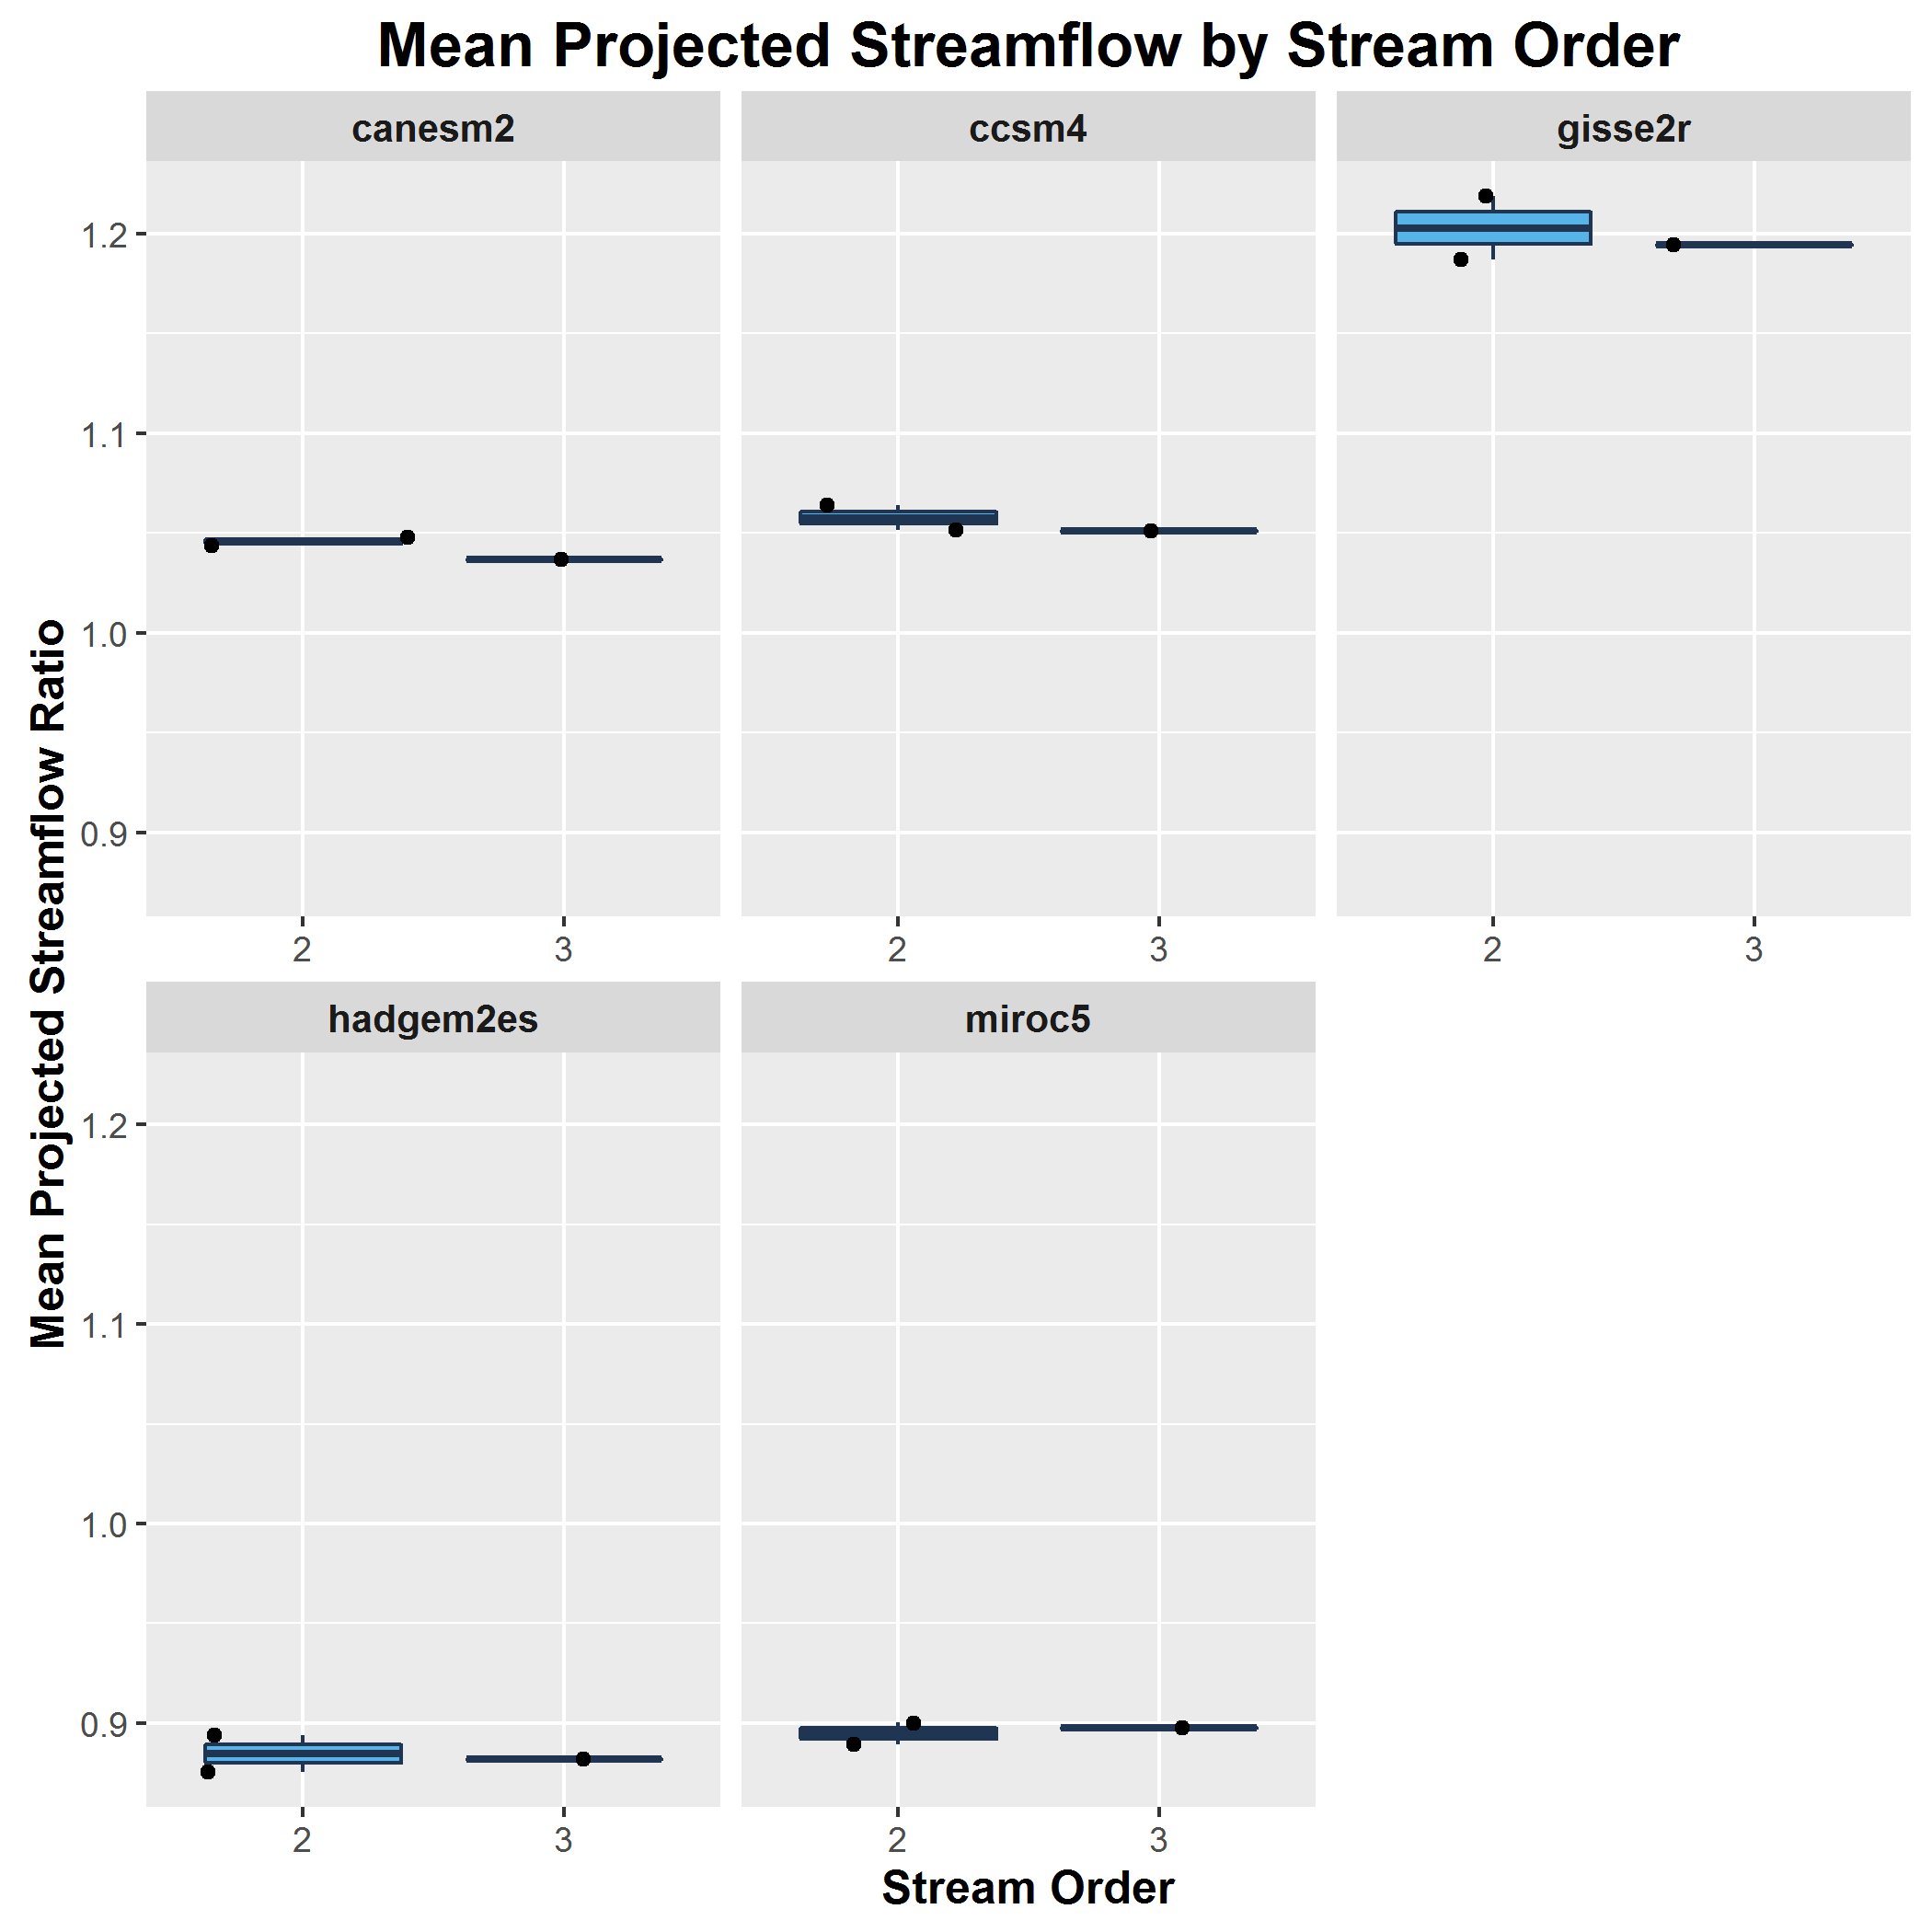 Mean Projected Streamflow by Stream Order
canesm2
ccsm4
gisse2r
1.2
1.1
1.0
0.9
2
3
2
3
2
3
Mean Projected Streamflow Ratio
hadgem2es
miroc5
1.2
1.1
1.0
0.9
2
3
2
3
Stream Order